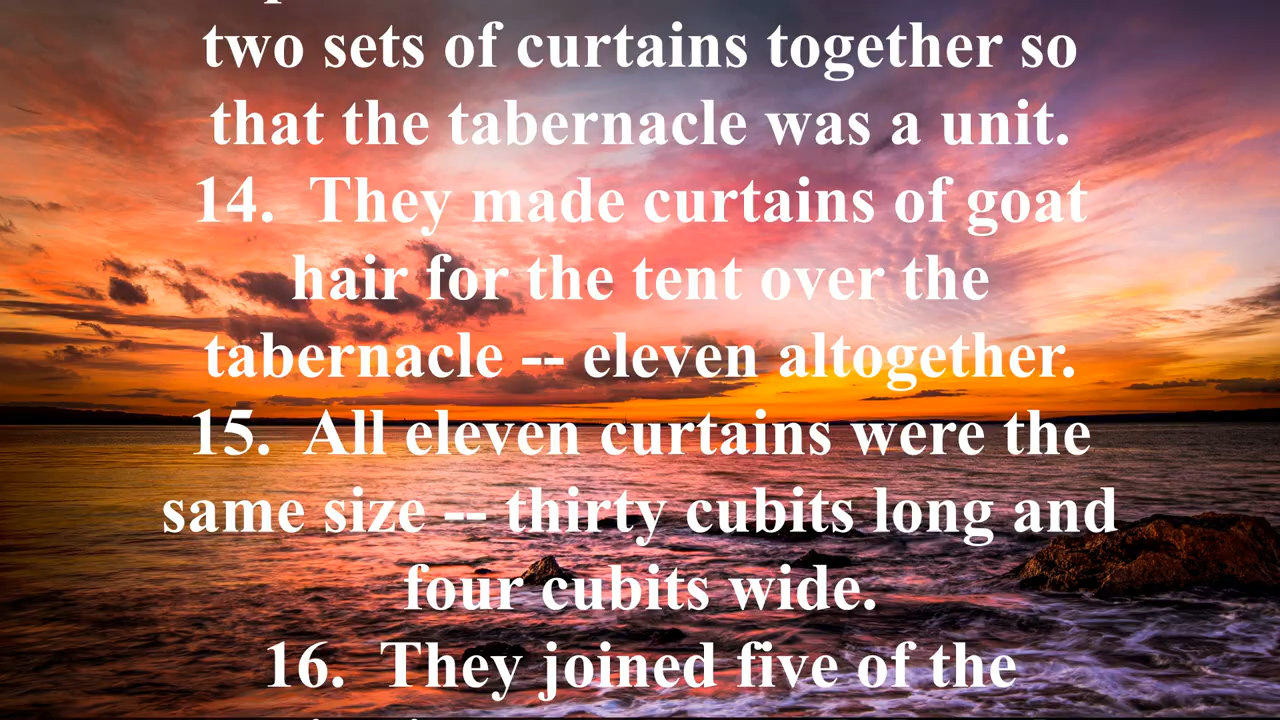 two sets of curtains together so
that the tabernacle was a unit.
14.  They made curtains of goat
hair for the tent over the
tabernacle -- eleven altogether.
15.  All eleven curtains were the
same size -- thirty cubits long and
four cubits wide.
16.  They joined five of the